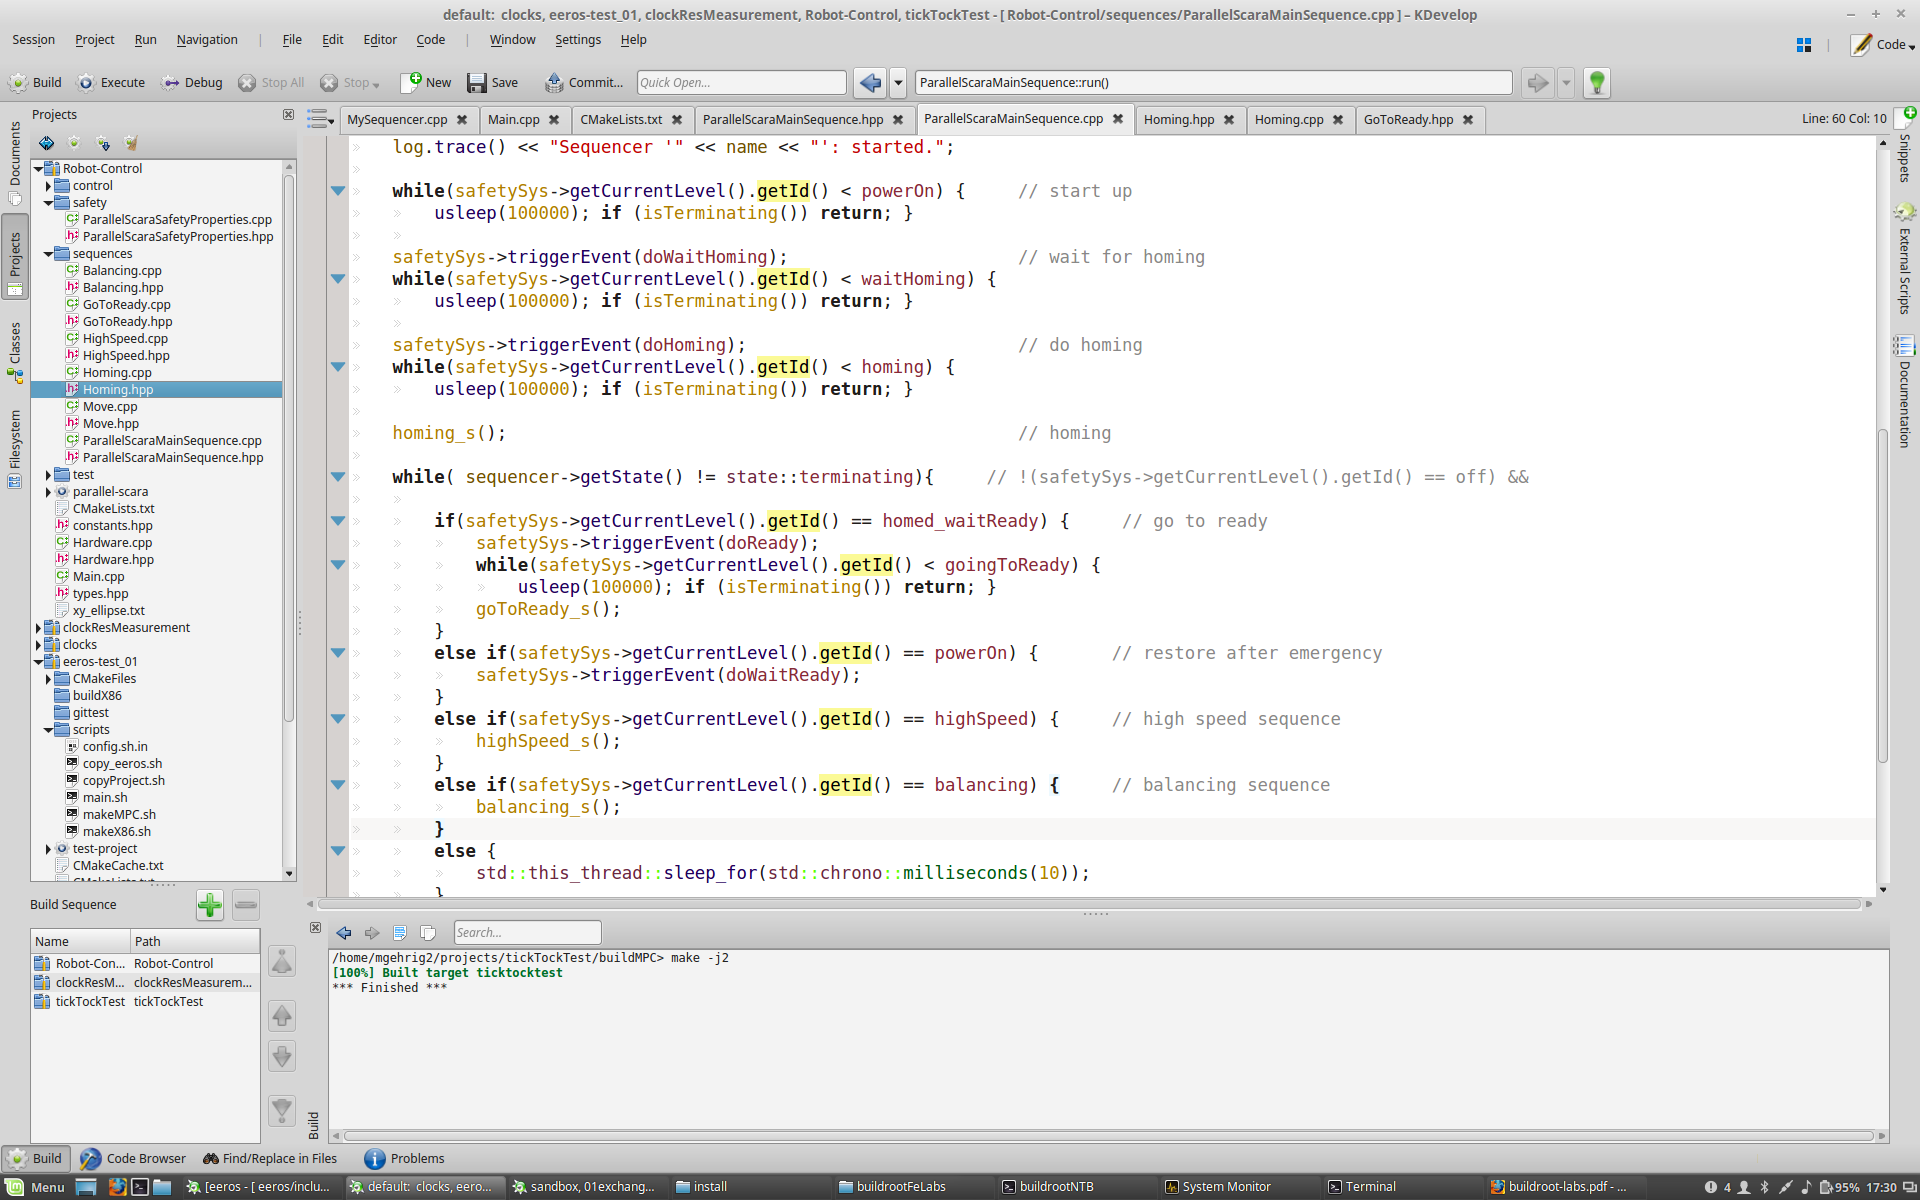 default: clocks, eeros-test_01, clockResMeasurement, Robot-Control, tickTockTest - [ Robot-Control/sequences/ParallelScaraMainSequence.cpp ] – KDevelop
Session Project Run Navigation | File Edit Editor Code | Window Settings Help Code
Build Execute Debug Stop All Stop New Save Commit... Quick Open... ParallelScaraMainSequence::run()
Projects
MySequencer.cpp Main.cpp CMakeLists.txt ParallelScaraMainSequence.hpp ParallelScaraMainSequence.cpp Homing.hpp Homing.cpp GoToReady.hpp Line: 60 Col: 10
Documents
Projects
Classes
Filesystem
Robot-Control
control
safety
ParallelScaraSafetyProperties.cpp
ParallelScaraSafetyProperties.hpp
sequences
Balancing.cpp
Balancing.hpp
GoToReady.cpp
GoToReady.hpp
HighSpeed.cpp
HighSpeed.hpp
Homing.cpp
Homing.hpp
Move.cpp
Move.hpp
ParallelScaraMainSequence.cpp
ParallelScaraMainSequence.hpp
test
parallel-scara
CMakeLists.txt
constants.hpp
Hardware.cpp
Hardware.hpp
Main.cpp
types.hpp
xy_ellipse.txt
clockResMeasurement
clocks
eeros-test_01
CMakeFiles
buildX86
gittest
scripts
config.sh.in
copy_eeros.sh
copyProject.sh
main.sh
makeMPC.sh
makeX86.sh
test-project
CMakeCache.txt
CMakeLists.txt
log.trace() << "Sequencer '" << name << "': started.";
while(safetySys->getCurrentLevel().getId() < powerOn) { // start up
usleep(100000); if (isTerminating()) return; }
safetySys->triggerEvent(doWaitHoming); // wait for homing
while(safetySys->getCurrentLevel().getId() < waitHoming) {
usleep(100000); if (isTerminating()) return; }
safetySys->triggerEvent(doHoming); // do homing
while(safetySys->getCurrentLevel().getId() < homing) {
usleep(100000); if (isTerminating()) return; }
homing_s(); // homing
while( sequencer->getState() != state::terminating){ // !(safetySys->getCurrentLevel().getId() == off) &&
if(safetySys->getCurrentLevel().getId() == homed_waitReady) { // go to ready
safetySys->triggerEvent(doReady);
while(safetySys->getCurrentLevel().getId() < goingToReady) {
usleep(100000); if (isTerminating()) return; }
goToReady_s();
}
else if(safetySys->getCurrentLevel().getId() == powerOn) { // restore after emergency
safetySys->triggerEvent(doWaitReady);
}
else if(safetySys->getCurrentLevel().getId() == highSpeed) { // high speed sequence
highSpeed_s();
}
else if(safetySys->getCurrentLevel().getId() == balancing) { // balancing sequence
balancing_s();
}
else {
std::this_thread::sleep_for(std::chrono::milliseconds(10));
}
Snippets
External Scripts
Documentation
Build Sequence
Name Path
Robot-Con... Robot-Control
clockResM... clockResMeasurem...
tickTockTest tickTockTest
Search...
/home/mgehrig2/projects/tickTockTest/buildMPC> make -j2
[100%] Built target ticktocktest
*** Finished ***
Build
Build Code Browser Find/Replace in Files Problems
Menu [eeros - [ eeros/inclu... default: clocks, eero... sandbox, 01exchang... install buildrootFeLabs buildrootNTB System Monitor Terminal buildroot-labs.pdf - ... 4 95% 17:30